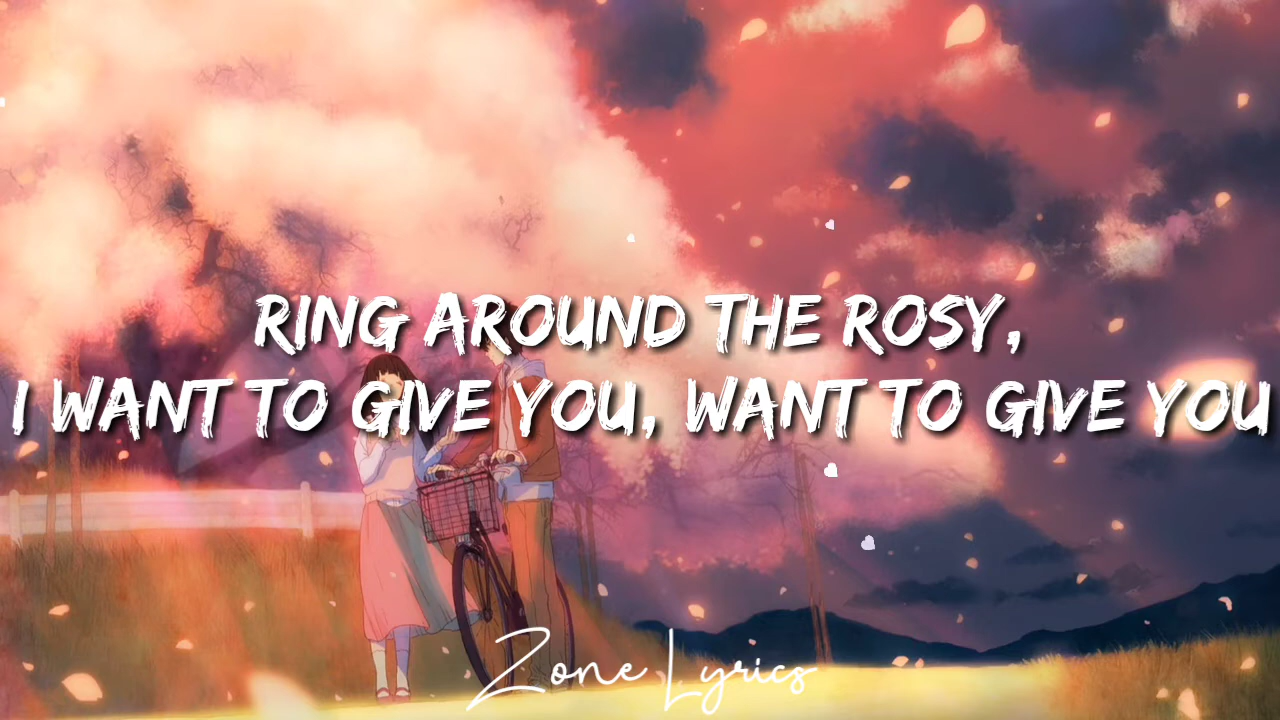 RING AROUND THE ROSY,
I WANT TO GIVE YOU, WANT TO GIVE YOU
Zone Lyrics